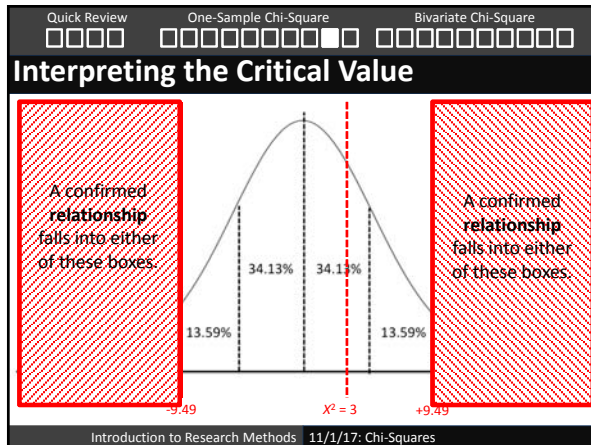 Quick Review One-Sample Chi-Square Bivariate Chi-Square
Interpreting the Critical Value
A confirmed
relationship
falls into either
of these boxes.
A confirmed
relationship
falls into either
of these boxes.
34.13% 34.13%
13.59% 13.59%
-9.49 X² = 3 +9.49
Introduction to Research Methods 11/1/17: Chi-Squares